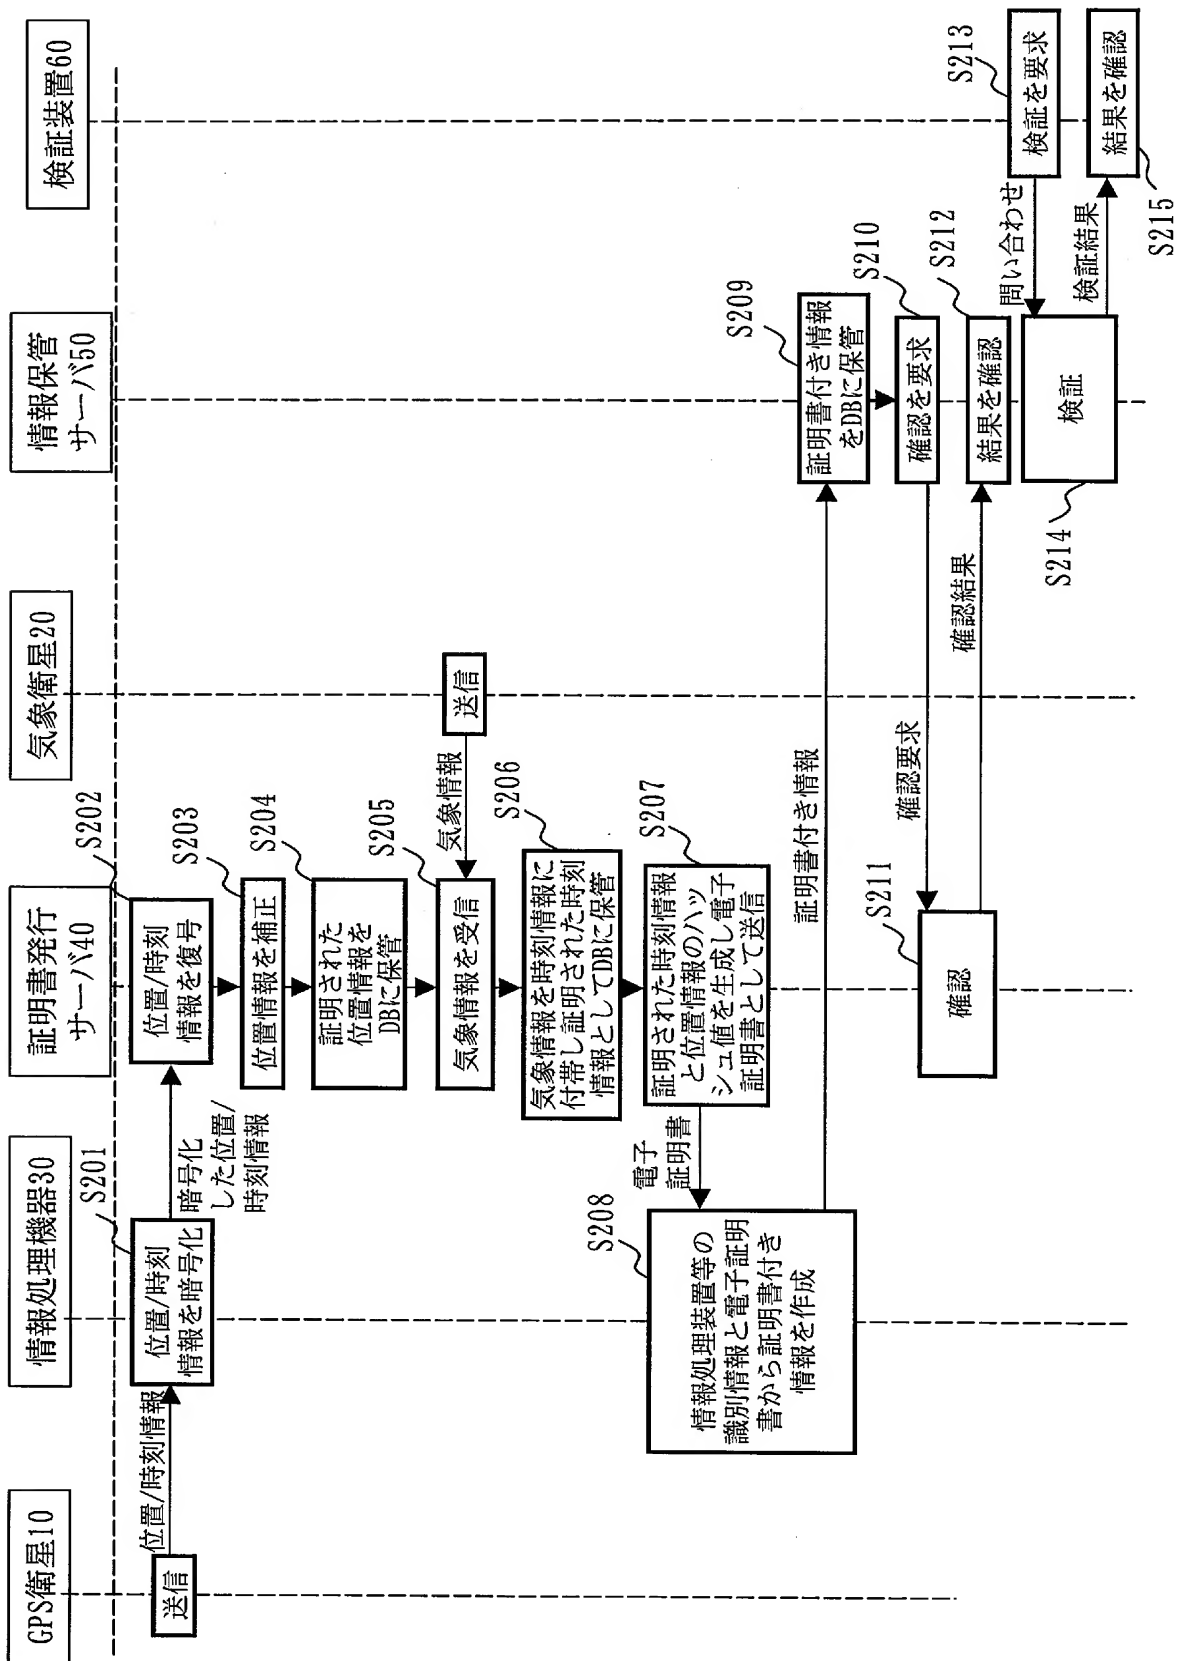 GPS衛星10
情報処理機器30
証明書発行
サーバ40
気象衛星20
情報保管
サーバ50
検証装置60
送信
位置/時刻情報
S201
位置/時刻
情報を暗号化
暗号化
した位置/
時刻情報
S202
位置/時刻
情報を復号
S203
位置情報を補正
S204
証明された
位置情報を
DBに保管
S205
気象情報を受信
気象情報
送信
S206
気象情報を時刻情報に
付帯し証明された時刻
情報としてDBに保管
S207
証明された時刻情報
と位置情報のハッ
シュ値を生成し電子
証明書として送信
電子
証明書
S208
情報処理装置等の
識別情報と電子証明
書から証明書付き
情報を作成
証明書付き情報
S209
証明書付き情報
をDBに保管
S210
確認を要求
確認要求
S211
確認
確認結果
S212
結果を確認
S213
検証を要求
問い合わせ
S214
検証
検証結果
S215
結果を確認